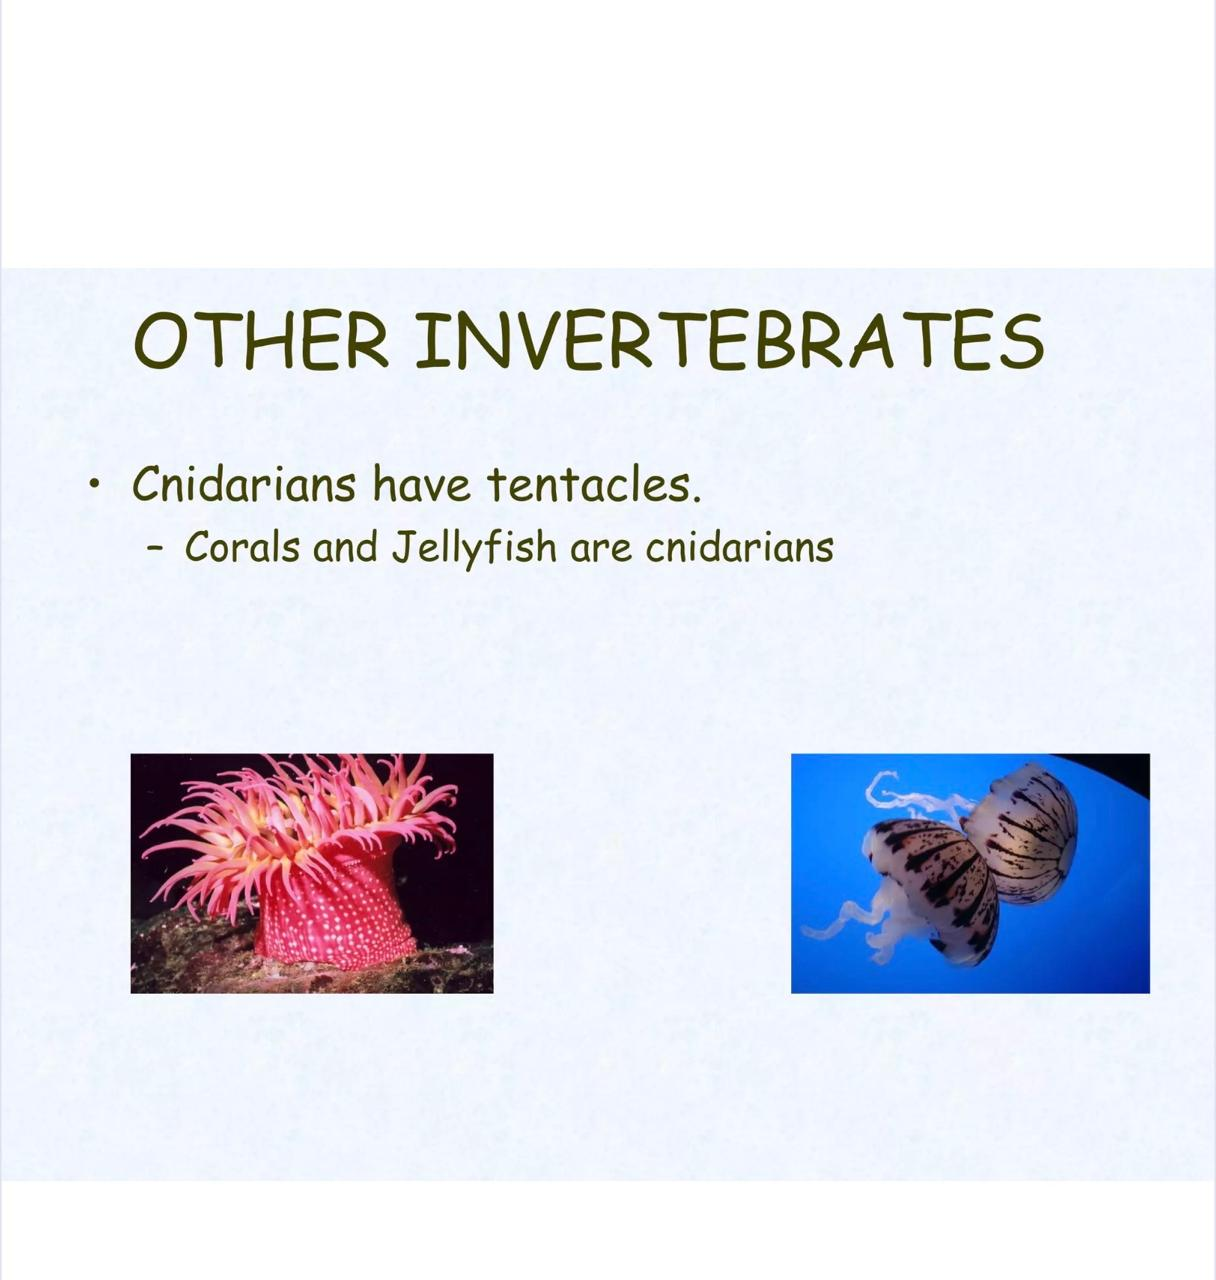 OTHER INVERTEBRATES
• Cnidarians have tentacles.
– Corals and Jellyfish are cnidarians